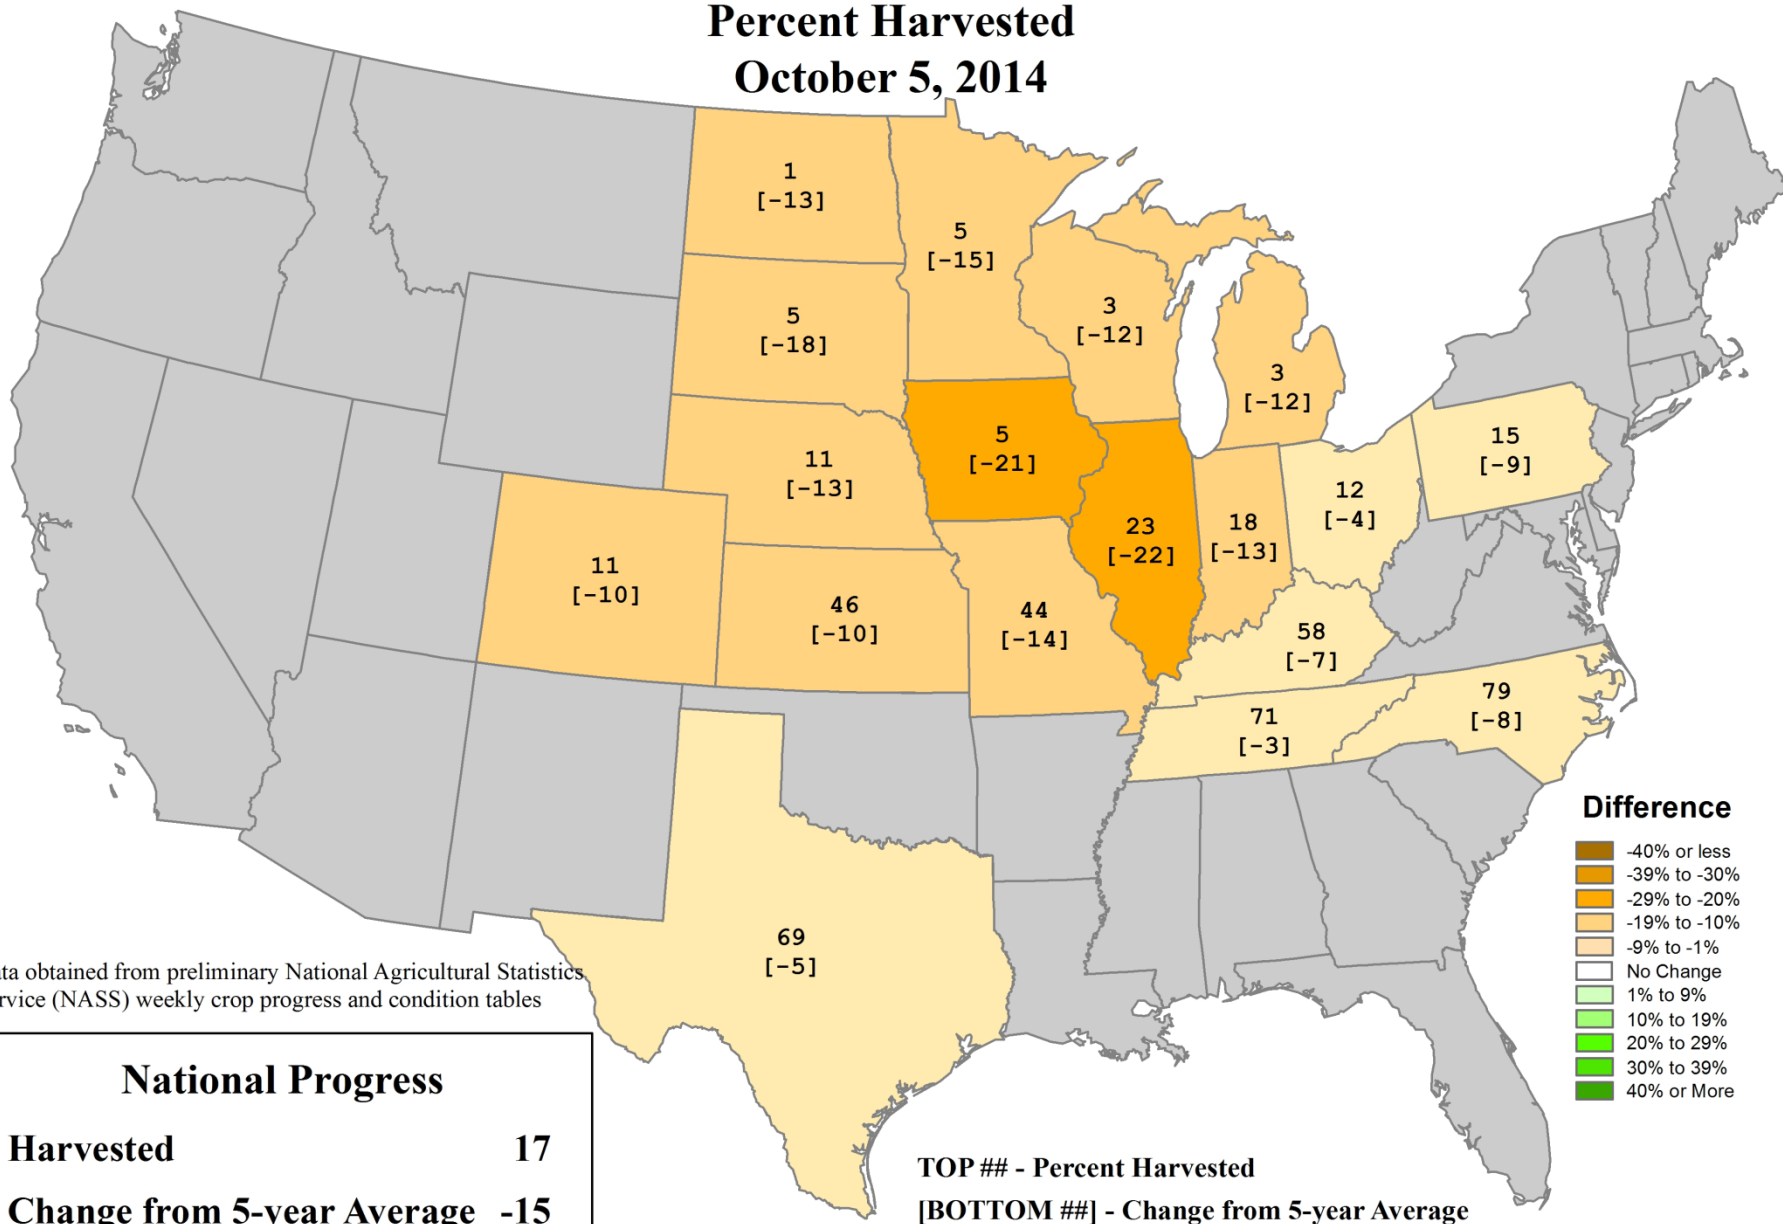 Percent Harvested
October 5, 2014
1
[-13]
5
[-15]
5
[-18]
3
[-12]
3
[-12]
5
[-21]
15
[-9]
11
[-13]
12
[-4]
23
[-22]
18
[-13]
11
[-10]
46
[-10]
44
[-14]
58
[-7]
79
[-8]
71
[-3]
69
[-5]
Difference
-40% or less
-39% to -30%
-29% to -20%
-19% to -10%
-9% to -1%
No Change
1% to 9%
10% to 19%
20% to 29%
30% to 39%
40% or More
ta obtained from preliminary National Agricultural Statistics
rvice (NASS) weekly crop progress and condition tables
National Progress
Harvested 17
Change from 5-year Average -15
TOP ## - Percent Harvested
[BOTTOM ##] - Change from 5-year Average